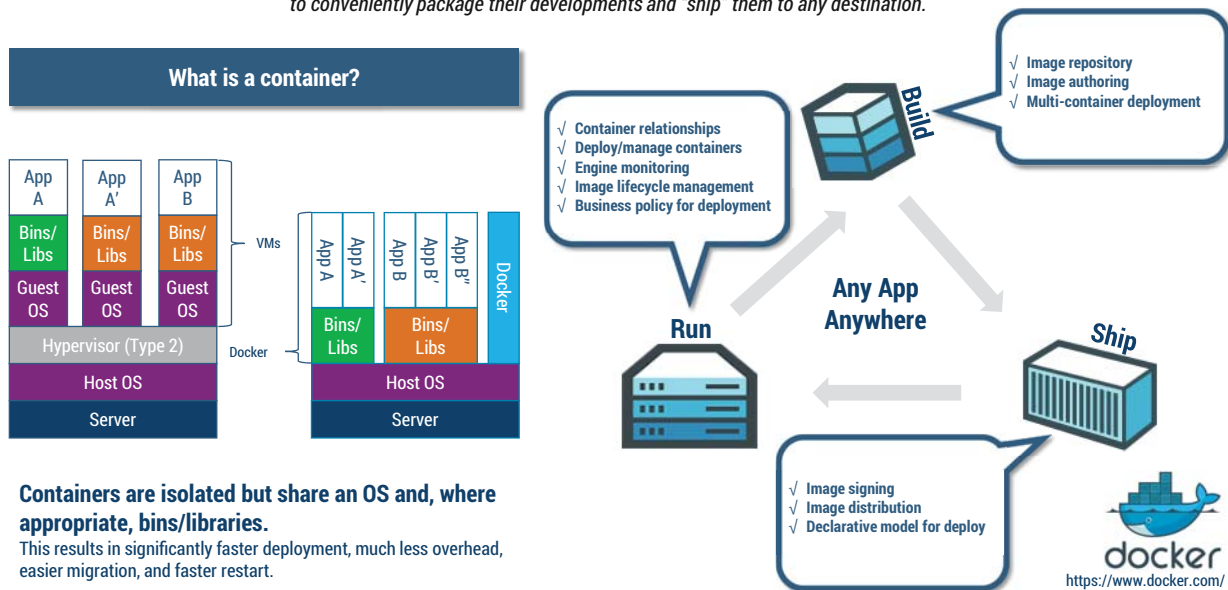 to conveniently package their developments and "ship" them to any destination.
What is a container?
App
A
App
A'
App
B
Bins/
Libs
Bins/
Libs
Bins/
Libs
Guest
OS
Guest
OS
Guest
OS
Hypervisor (Type 2)
Host OS
Server
VMs
Docker
App A
App A'
App B
App B'
App B"
Docker
Bins/
Libs
Bins/
Libs
Host OS
Server
Containers are isolated but share an OS and, where
appropriate, bins/libraries.
This results in significantly faster deployment, much less overhead,
easier migration, and faster restart.
√ Container relationships
√ Deploy/manage containers
√ Engine monitoring
√ Image lifecycle management
√ Business policy for deployment
Build
√ Image repository
√ Image authoring
√ Multi-container deployment
Any App
Anywhere
Run
Ship
√ Image signing
√ Image distribution
√ Declarative model for deploy
docker
https://www.docker.com/